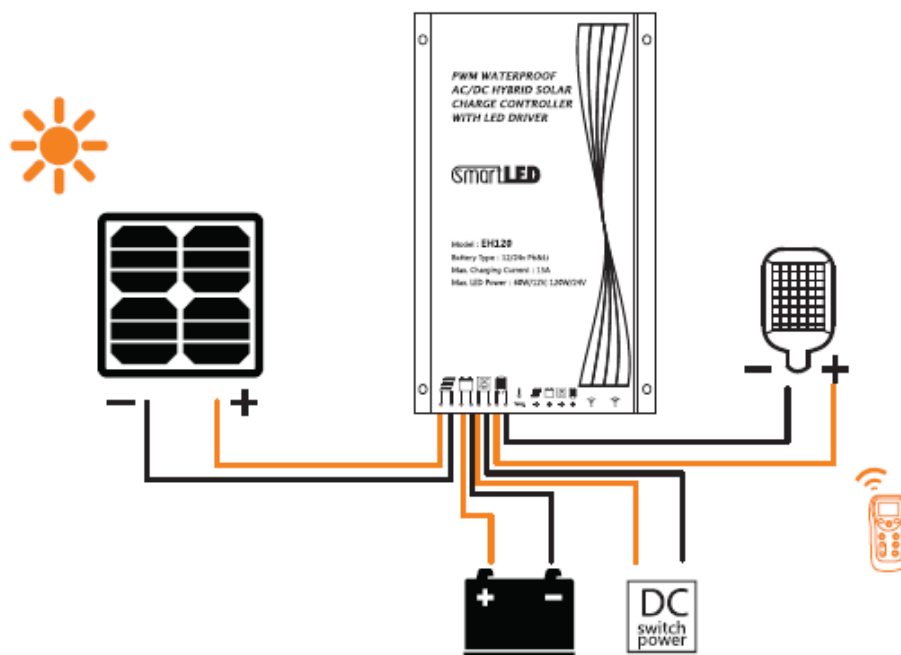 PWM WATERPROOF
AC/DC HYBRID SOLAR
CHARGE CONTROLLER
WITH LED DRIVER
smartLED
Model : EH120
Battery Type : 12/24v Pb&Li
Max. Charging Current : 15A
Max. LED Power : 60W/12V, 120W/24V
− +
− +
+ −
DC
switch
power